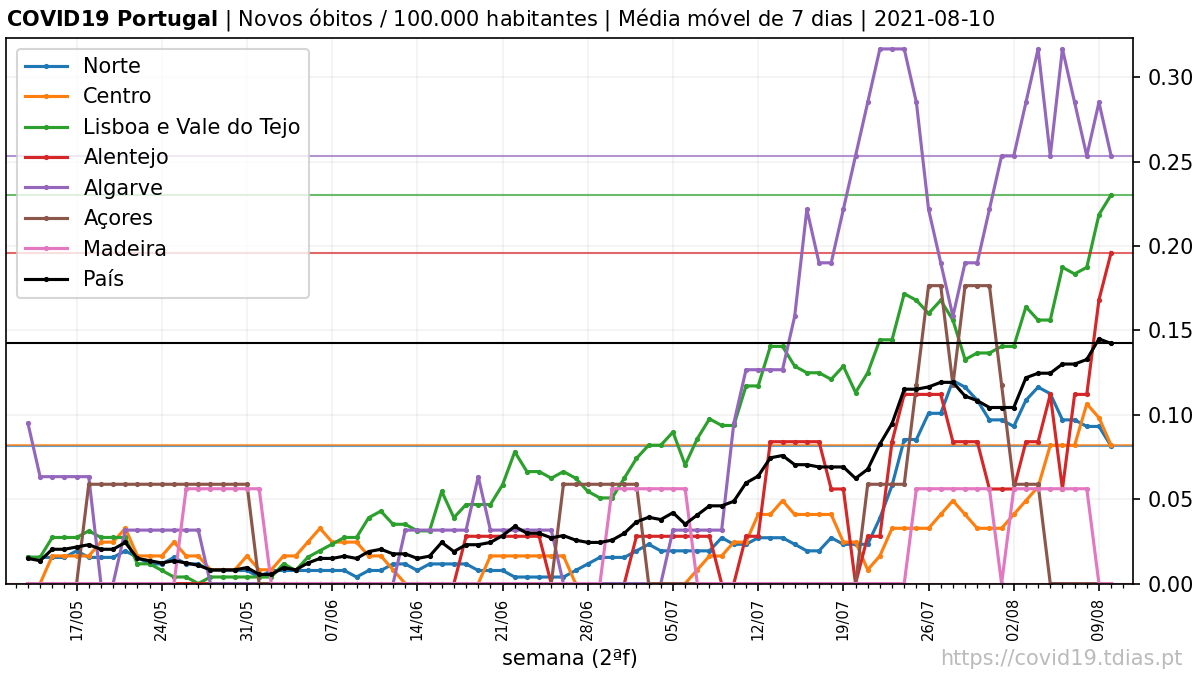 COVID19 Portugal | Novos óbitos / 100.000 habitantes | Média móvel de 7 dias | 2021-08-10
Norte
Centro
Lisboa e Vale do Tejo
Alentejo
Algarve
Açores
Madeira
País
0.30
0.25
0.20
0.15
0.10
0.05
0.00
17/05 24/05 31/05 07/06 14/06 21/06 28/06 05/07 12/07 19/07 26/07 02/08 09/08
semana (2ªf)
https://covid19.tdias.pt